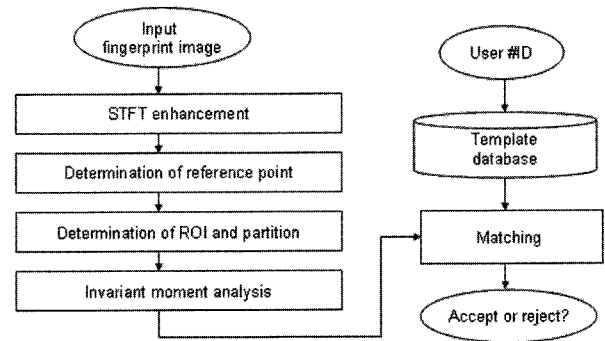 Input
fingerprint image
STFT enhancement
Determination of reference point
Determination of ROI and partition
Invariant moment analysis
User #ID
Template
database
Matching
Accept or reject?